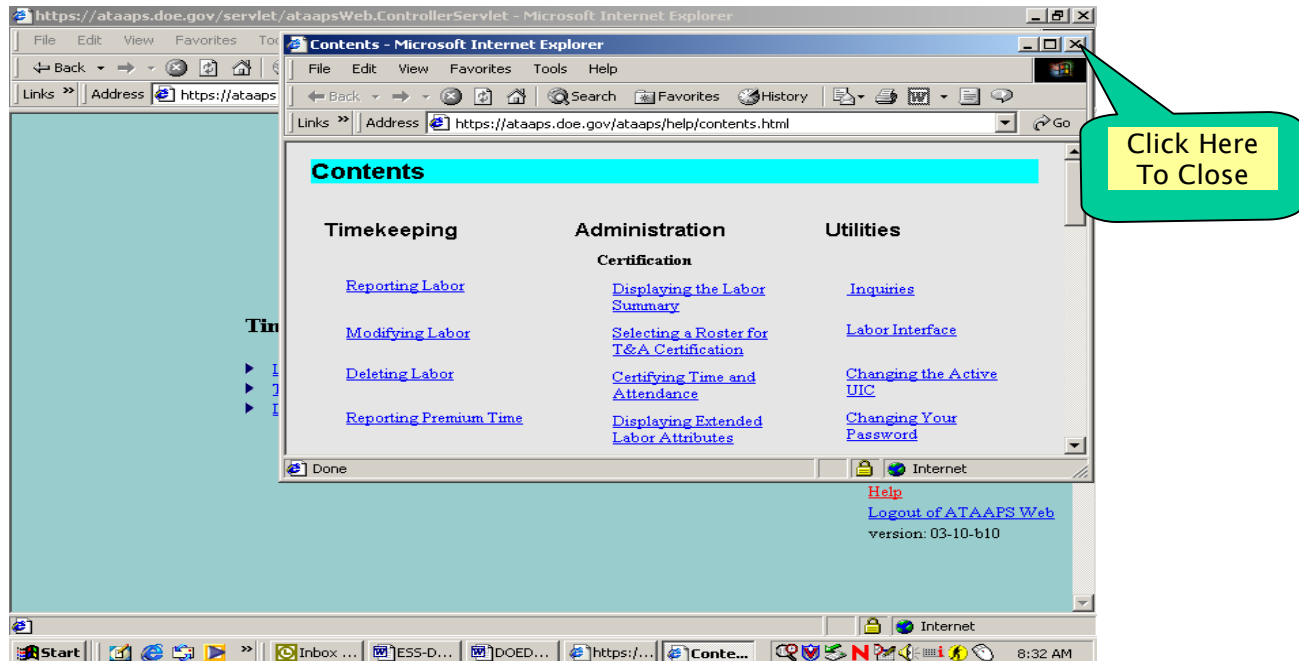 https://ataaps.doe.gov/servlet/ataapsWeb.ControllerServlet - Microsoft Internet Explorer
File Edit View Favorites
Back
Links » Address https://ataaps
Contents - Microsoft Internet Explorer
File Edit View Favorites Tools Help
Back Search Favorites History
Links » Address https://ataaps.doe.gov/ataaps/help/contents.html Go
Click Here
To Close
Contents
Timekeeping Administration Utilities
Certification
Reporting Labor
Displaying the Labor
Summary
Inquiries
Modifying Labor
Selecting a Roster for
T&A Certification
Labor Interface
Deleting Labor
Certifying Time and
Attendance
Changing the Active
UIC
Reporting Premium Time
Displaying Extended
Labor Attributes
Changing Your
Password
Done Internet
Help
Logout of ATAAPS Web
version: 03-10-b10
Internet
Start » Inbox ... ESS-D... DOED... https:/... Conte... 8:32 AM